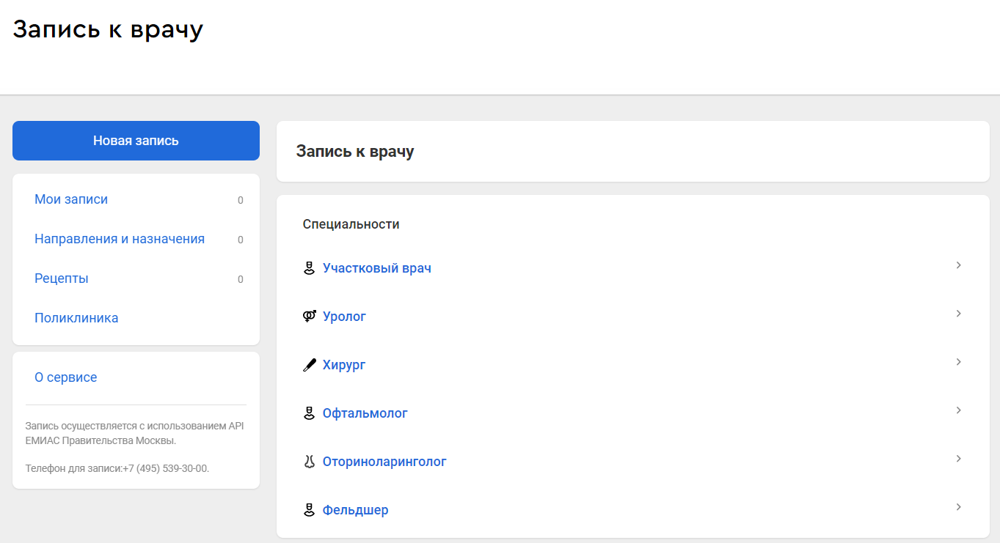 Запись к врачу
Новая запись
Мои записи 0
Направления и назначения 0
Рецепты 0
Поликлиника
О сервисе
Запись осуществляется с использованием API
ЕМИАС Правительства Москвы.
Телефон для записи:+7 (495) 539-30-00.
Запись к врачу
Специальности
Участковый врач
Уролог
Хирург
Офтальмолог
Оториноларинголог
Фельдшер